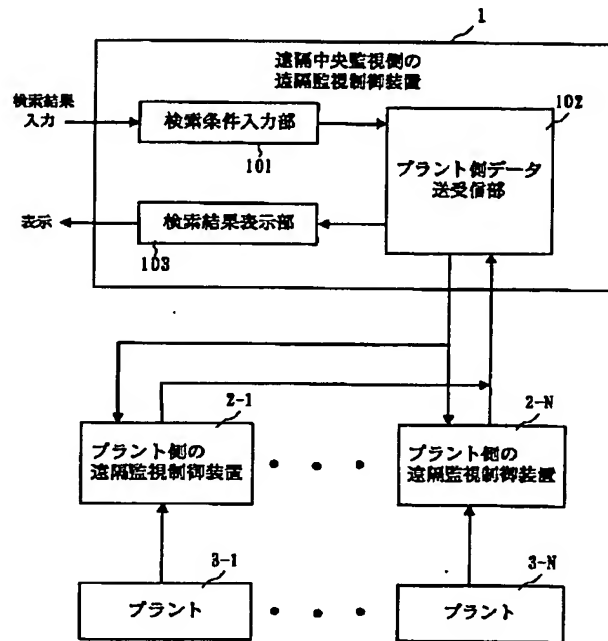 1
遠隔中央監視側の
遠隔監視制御装置
検索結果
入力
検索条件入力部
101
102
プラント側データ
送受信部
表示
検索結果表示部
103
2-1
プラント側の
遠隔監視制御装置
2-N
プラント側の
遠隔監視制御装置
3-1
プラント
3-N
プラント